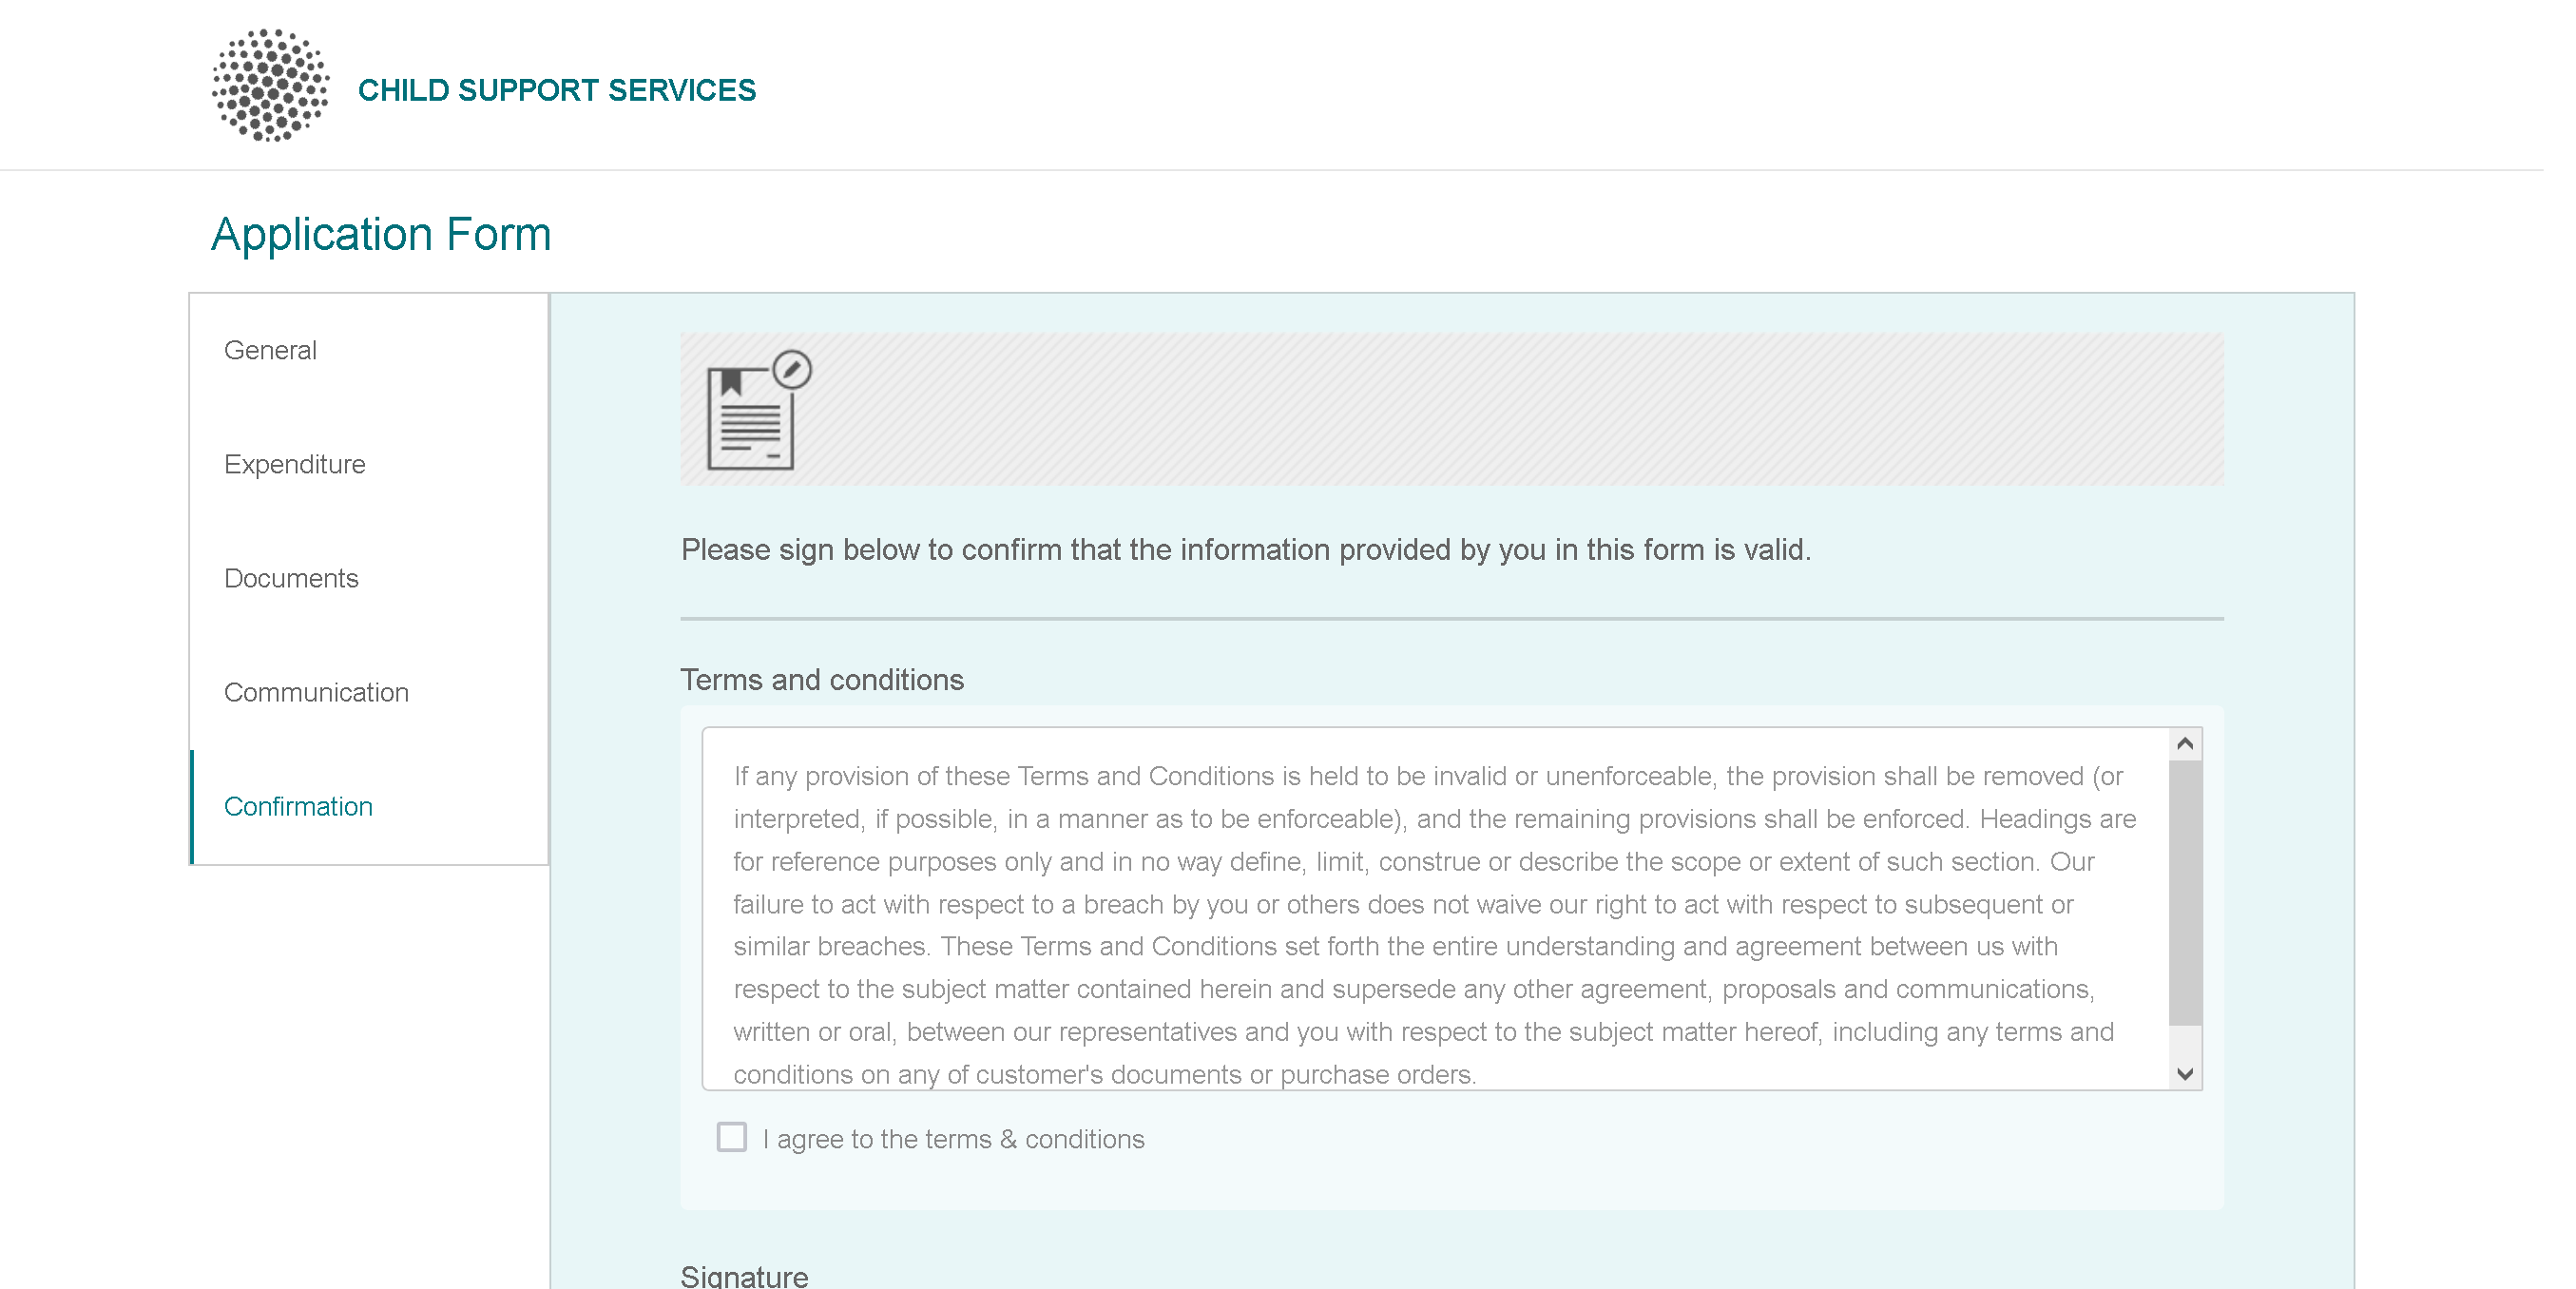 CHILD SUPPORT SERVICES
Application Form
General
Expenditure
Documents
Communication
Confirmation
Please sign below to confirm that the information provided by you in this form is valid.
Terms and conditions
If any provision of these Terms and Conditions is held to be invalid or unenforceable, the provision shall be removed (or
interpreted, if possible, in a manner as to be enforceable), and the remaining provisions shall be enforced. Headings are
for reference purposes only and in no way define, limit, construe or describe the scope or extent of such section. Our
failure to act with respect to a breach by you or others does not waive our right to act with respect to subsequent or
similar breaches. These Terms and Conditions set forth the entire understanding and agreement between us with
respect to the subject matter contained herein and supersede any other agreement, proposals and communications,
written or oral, between our representatives and you with respect to the subject matter hereof, including any terms and
conditions on any of customer's documents or purchase orders.
I agree to the terms & conditions
Signature